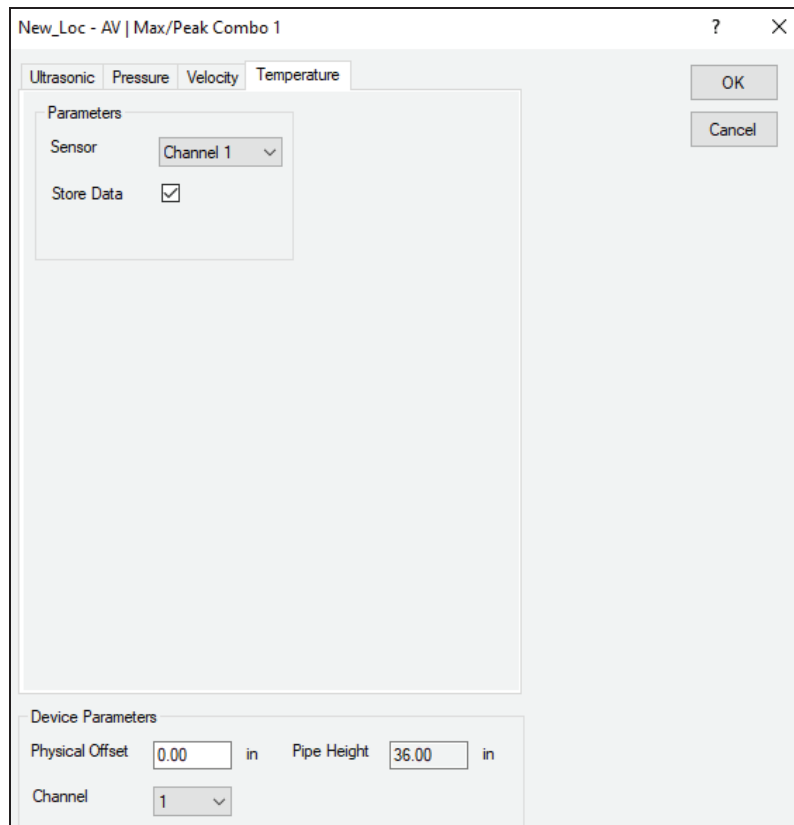 New_Loc - AV | Max/Peak Combo 1 ?
Ultrasonic Pressure Velocity Temperature
OK
Parameters
Cancel
Sensor Channel 1
Store Data
Device Parameters
Physical Offset 0.00 in Pipe Height 36.00 in
Channel 1